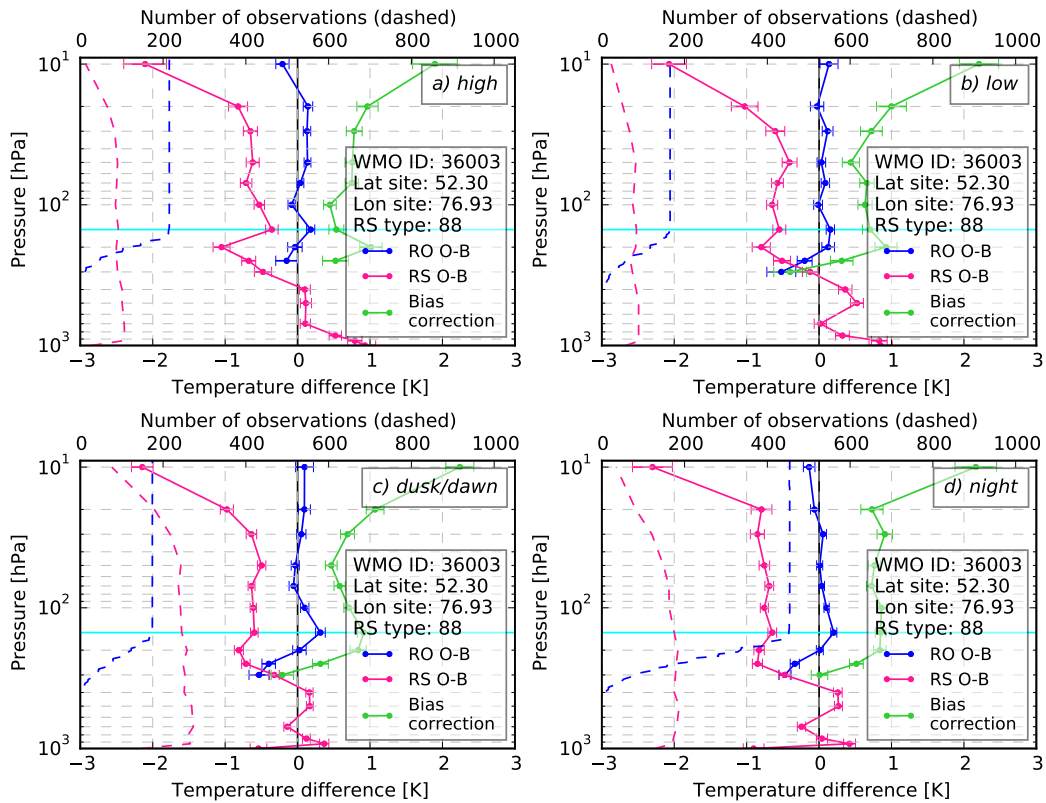 Number of observations (dashed)
0 200 400 600 800 1000
a) high
Pressure [hPa]
10¹
10²
10³
WMO ID: 36003
Lat site: 52.30
Lon site: 76.93
RS type: 88
RO O-B
RS O-B
Bias
correction
−3 −2 −1 0 1 2 3
Temperature difference [K]
Number of observations (dashed)
0 200 400 600 800 1000
b) low
Pressure [hPa]
10¹
10²
10³
WMO ID: 36003
Lat site: 52.30
Lon site: 76.93
RS type: 88
RO O-B
RS O-B
Bias
correction
−3 −2 −1 0 1 2 3
Temperature difference [K]
Number of observations (dashed)
0 200 400 600 800 1000
c) dusk/dawn
Pressure [hPa]
10¹
10²
10³
WMO ID: 36003
Lat site: 52.30
Lon site: 76.93
RS type: 88
RO O-B
RS O-B
Bias
correction
−3 −2 −1 0 1 2 3
Temperature difference [K]
Number of observations (dashed)
0 200 400 600 800 1000
d) night
Pressure [hPa]
10¹
10²
10³
WMO ID: 36003
Lat site: 52.30
Lon site: 76.93
RS type: 88
RO O-B
RS O-B
Bias
correction
−3 −2 −1 0 1 2 3
Temperature difference [K]